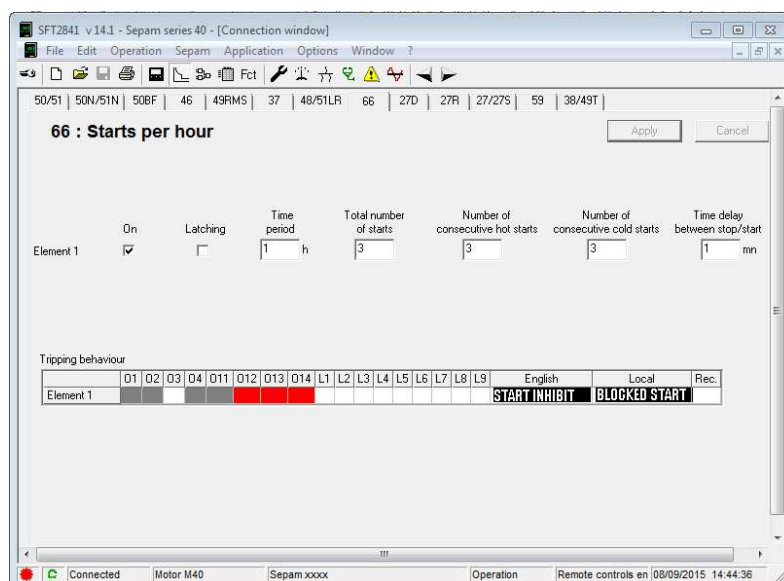 SFT2841 v 14.1 - Sepam series 40 - [Connection window]
File Edit Operation Sepam Application Options Window ?
Fct
50/51 50N/51N 50BF 46 49RMS 37 48/51LR 66 27D 27R 27/27S 59 38/49T
66 : Starts per hour
Apply Cancel
On Latching Time period Total number of starts Number of consecutive hot starts Number of consecutive cold starts Time delay between stop/start
Element 1 1 h 3 3 3 1 mn
Tripping behaviour
O1 O2 O3 O4 O11 O12 O13 O14 L1 L2 L3 L4 L5 L6 L7 L8 L9 English Local Rec.
Element 1 START INHIBIT BLOCKED START
Connected Motor M40 Sepam xxxx Operation Remote controls en 08/09/2015 14:44:36